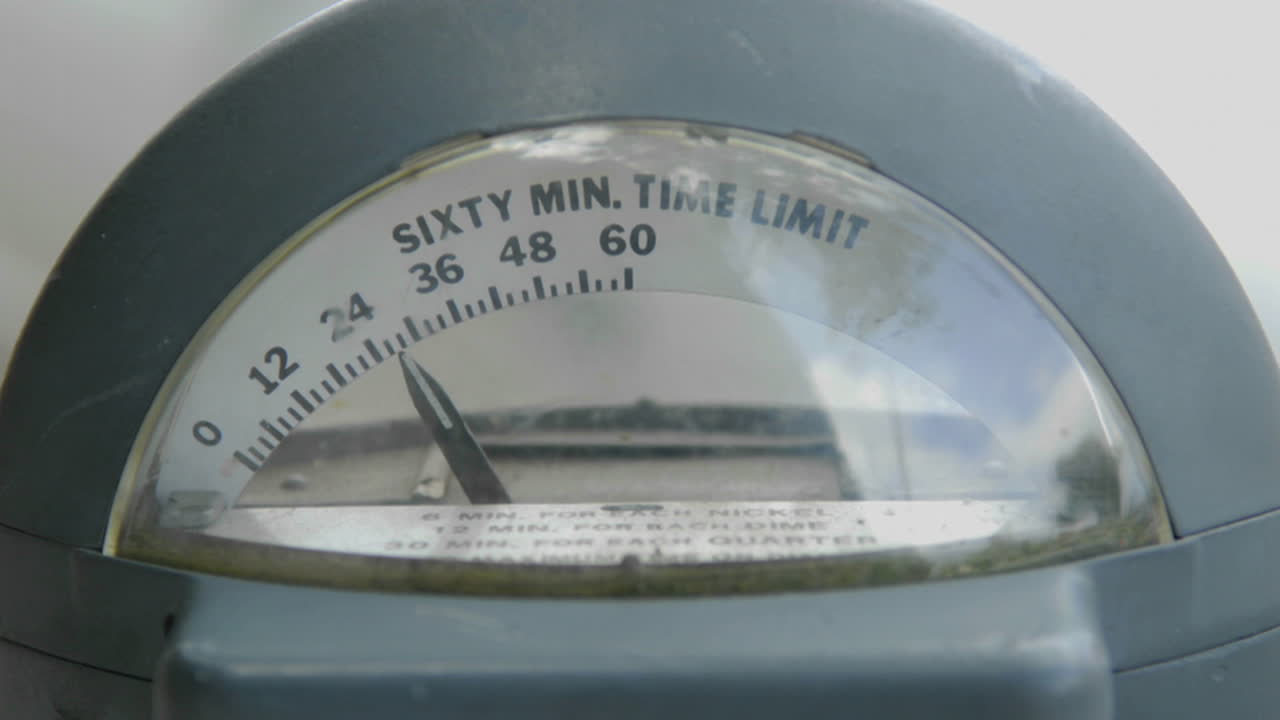 SIXTY MIN. TIME LIMIT
0 12 24 36 48 60
6 MIN. FOR EACH NICKEL
12 MIN. FOR EACH DIME
30 MIN. FOR EACH QUARTER